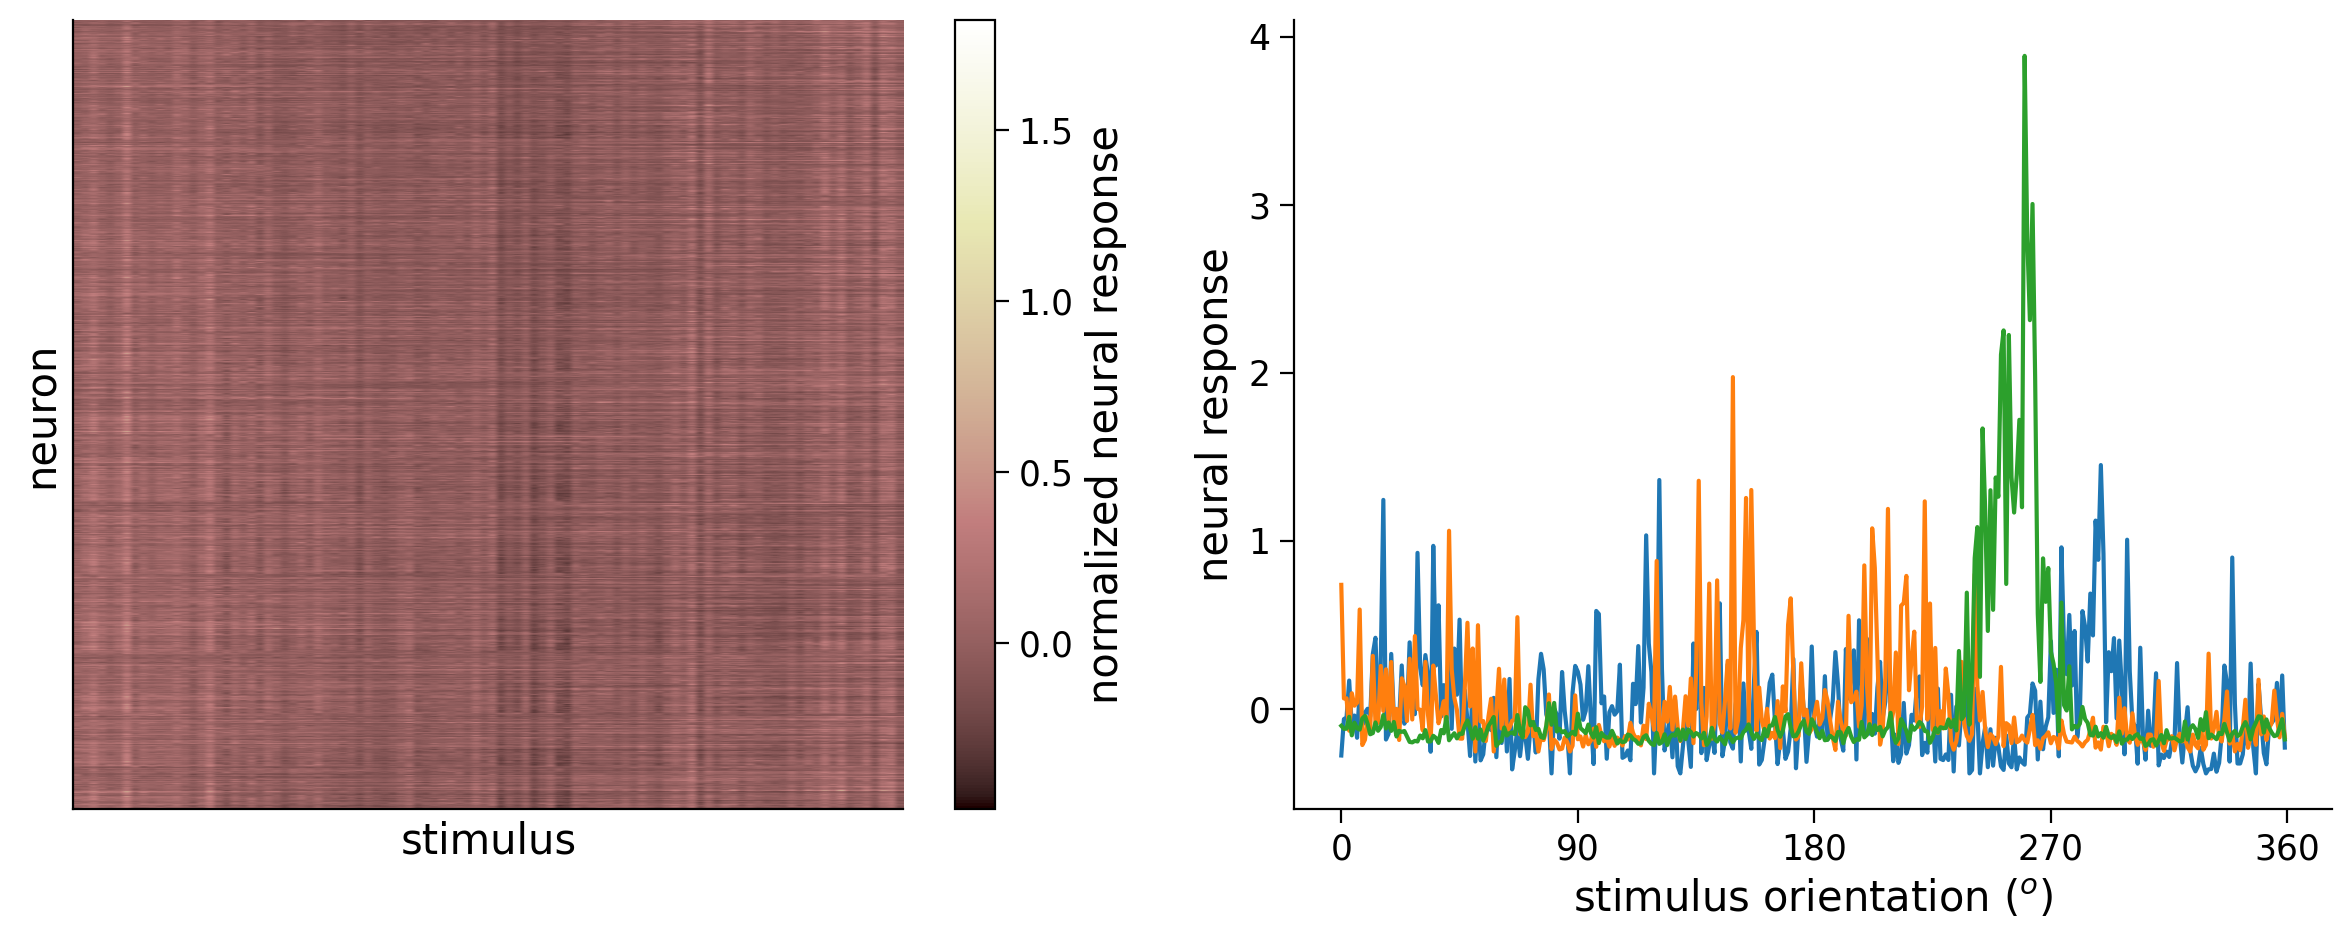 neuron
stimulus
1.5
1.0
0.5
0.0
normalized neural response
neural response
4
3
2
1
0
0 90 180 270 360
stimulus orientation (o)